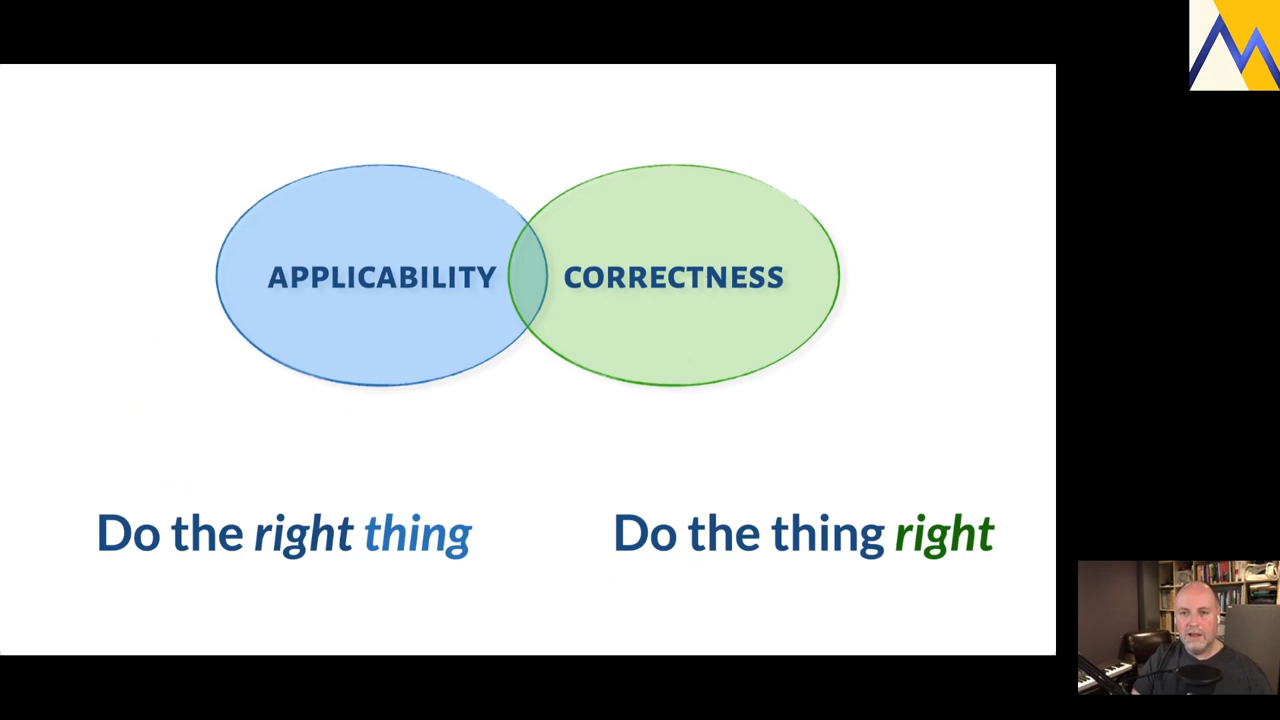 APPLICABILITY
CORRECTNESS
Do the right thing
Do the thing right